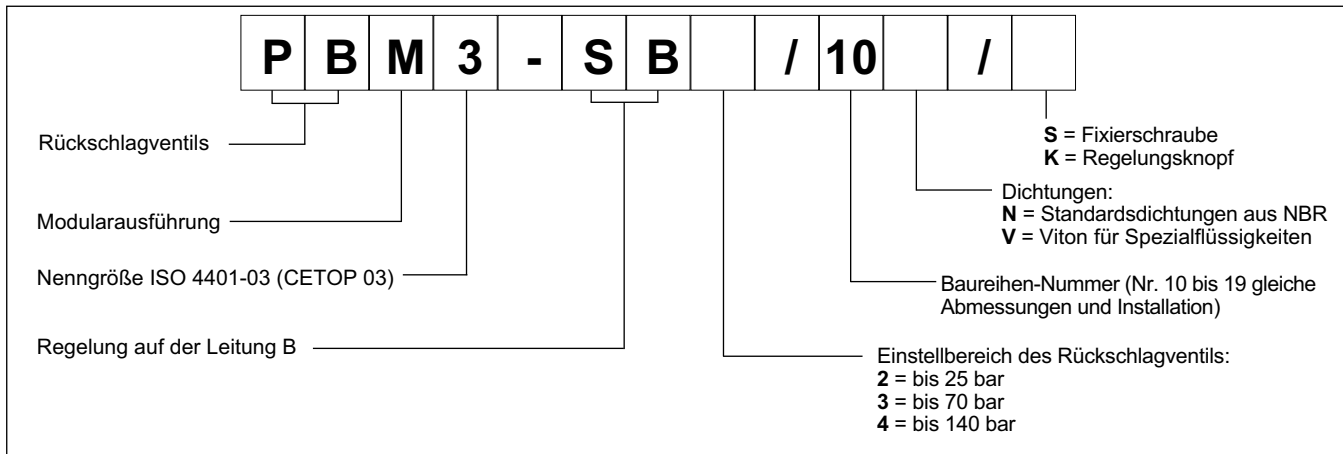 P B M 3 - S B / 10 /
Rückschlagventils
Modularausführung
Nenngröße ISO 4401-03 (CETOP 03)
Regelung auf der Leitung B
S = Fixierschraube
K = Regelungsknopf
Dichtungen:
N = Standardsdichtungen aus NBR
V = Viton für Spezialflüssigkeiten
Baureihen-Nummer (Nr. 10 bis 19 gleiche
Abmessungen und Installation)
Einstellbereich des Rückschlagventils:
2 = bis 25 bar
3 = bis 70 bar
4 = bis 140 bar